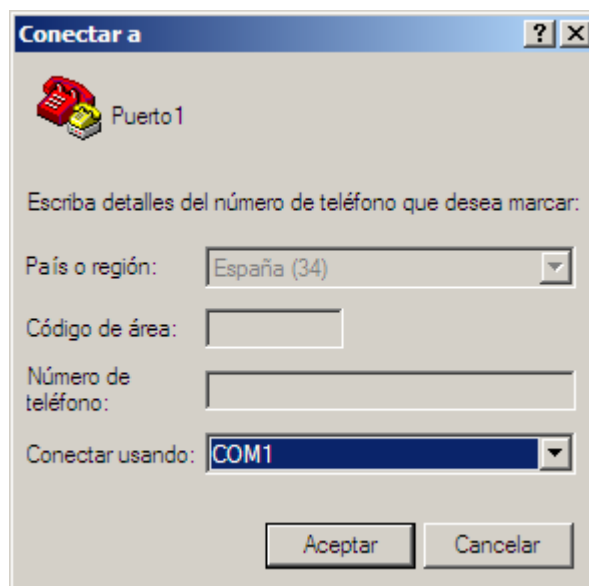 Conectar a
Puerto1
Escriba detalles del número de teléfono que desea marcar:
País o región: España (34)
Código de área:
Número de
teléfono:
Conectar usando: COM1
Aceptar Cancelar